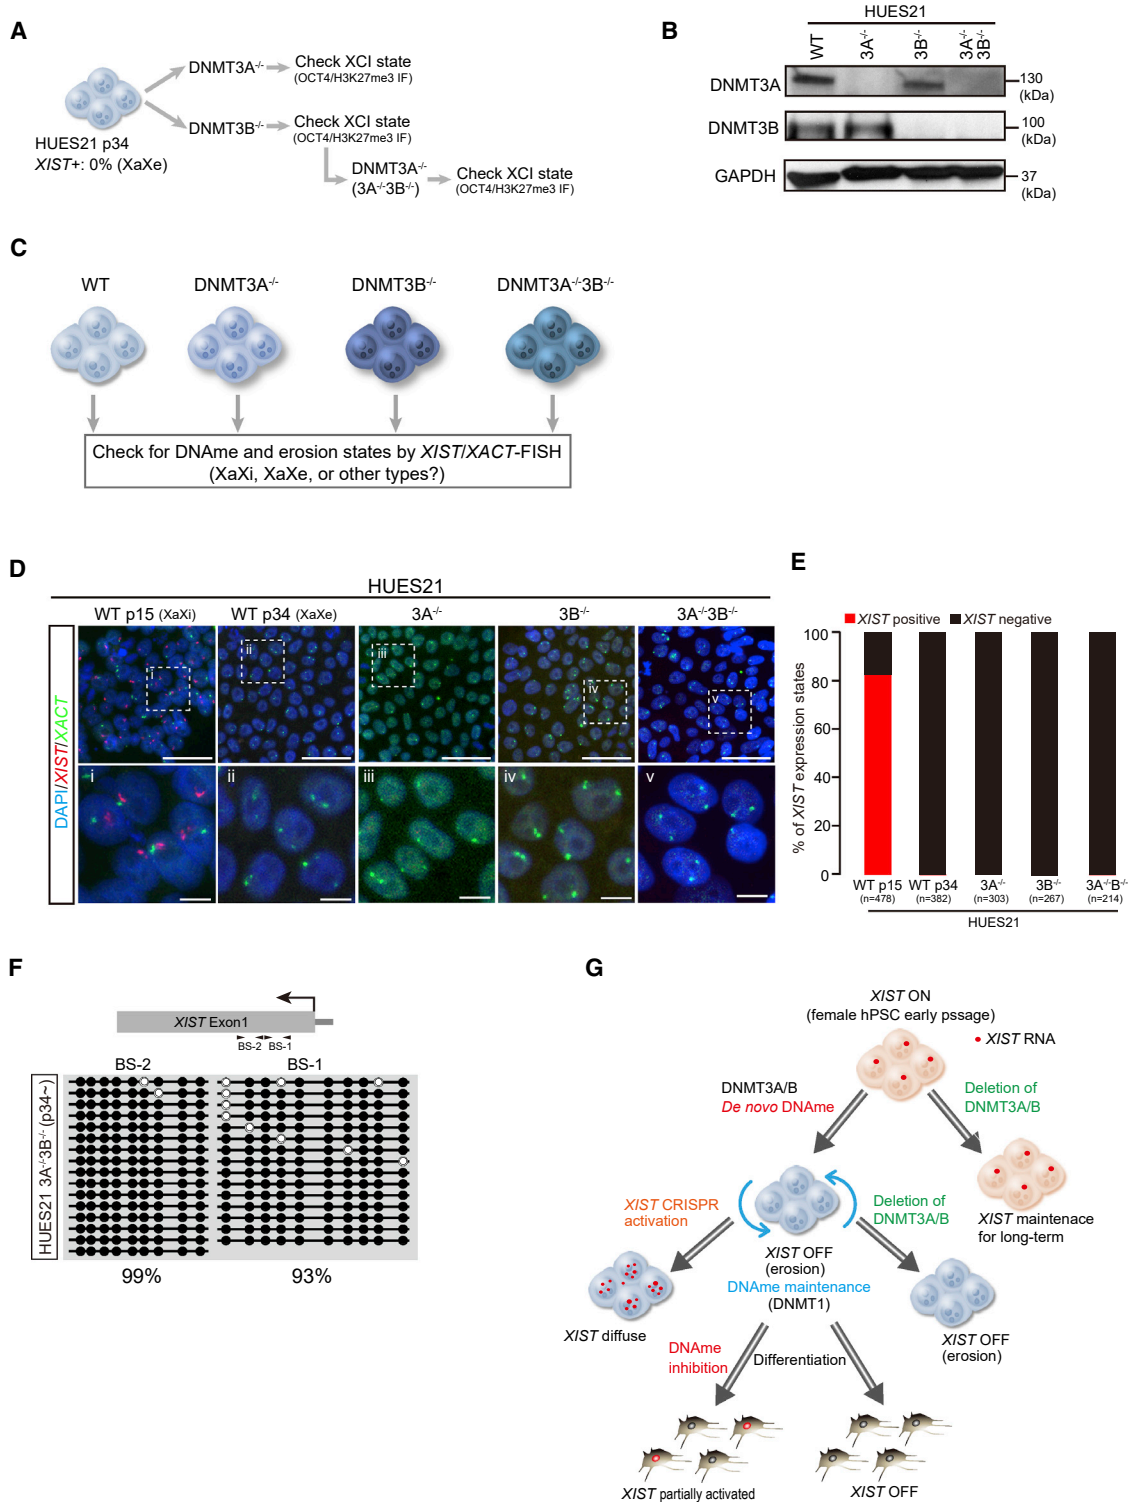 A
DNMT3A-/-
Check XCI state
(OCT4/H3K27me3 IF)
HUES21 p34
XIST+: 0% (XaXe)
DNMT3B-/-
Check XCI state
(OCT4/H3K27me3 IF)
DNMT3A-/-
(3A-/-3B-/-)
Check XCI state
(OCT4/H3K27me3 IF)
B
HUES21
WT
3A-/-
3B-/-
3A-/-
3B-/-
DNMT3A
130
(kDa)
DNMT3B
100
(kDa)
GAPDH
37
(kDa)
C
WT
DNMT3A-/-
DNMT3B-/-
DNMT3A-/-3B-/-
Check for DNAme and erosion states by XIST/XACT-FISH
(XaXi, XaXe, or other types?)
D
HUES21
WT p15 (XaXi)
WT p34 (XaXe)
3A-/-
3B-/-
3A-/-3B-/-
DAPI/XIST/XACT
i
ii
iii
iv
v
i
ii
iii
iv
v
E
XIST positive
XIST negative
% of XIST expression states
100
80
60
40
20
0
WT p15
(n=478)
WT p34
(n=382)
3A-/-
(n=303)
3B-/-
(n=267)
3A-/-B-/-
(n=214)
HUES21
F
XIST Exon1
BS-2
BS-1
BS-2
BS-1
HUES21 3A-/-3B-/- (p34~)
99%
93%
G
XIST ON
(female hPSC early pssage)
XIST RNA
DNMT3A/B
De novo DNAme
Deletion of
DNMT3A/B
XIST CRISPR
activation
Deletion of
DNMT3A/B
XIST maintenace
for long-term
XIST OFF
(erosion)
DNAme maintenance
(DNMT1)
XIST diffuse
XIST OFF
(erosion)
DNAme
inhibition
Differentiation
XIST partially activated
XIST OFF